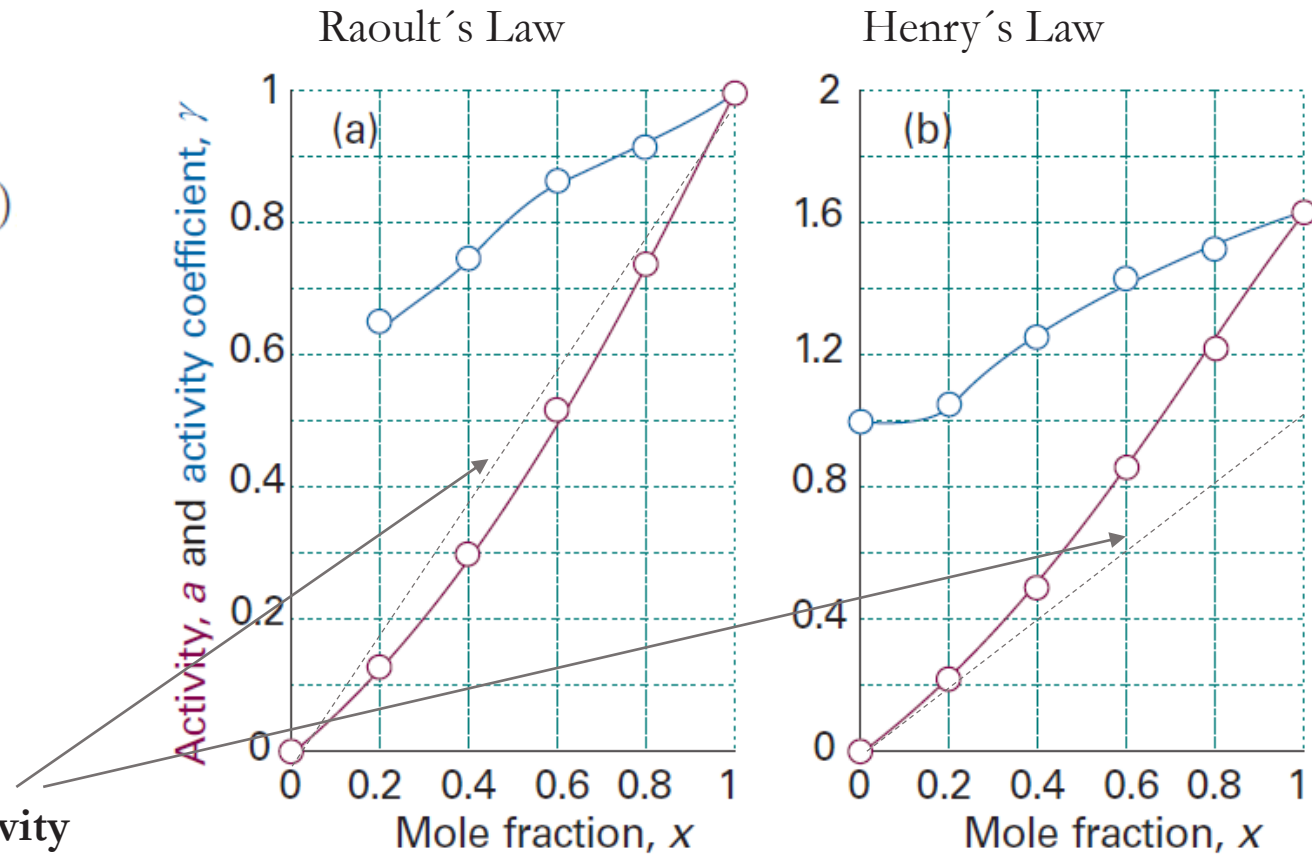 Raoult´s Law
Henry´s Law
)
Activity, a and activity coefficient, γ
(a)
1
0.8
0.6
0.4
0.2
0
0 0.2 0.4 0.6 0.8 1
Mole fraction, x
(b)
2
1.6
1.2
0.8
0.4
0
0 0.2 0.4 0.6 0.8 1
Mole fraction, x
vity